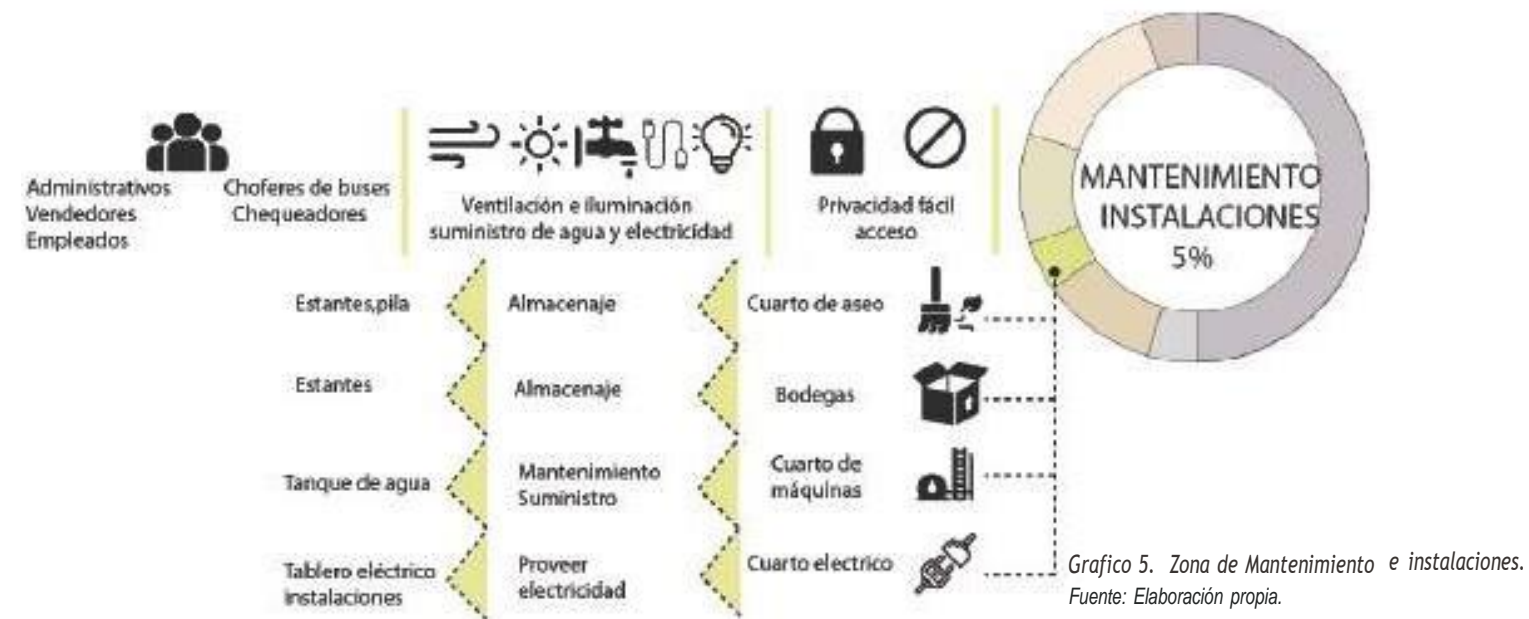 Administrativos
Vendedores
Empleados
Choferes de buses
Chequeadores
Ventilación e iluminación
suministro de agua y electricidad
Privacidad fácil
acceso
MANTENIMIENTO
INSTALACIONES
5%
Estantes,pila
Almacenaje
Cuarto de aseo
Estantes
Almacenaje
Bodegas
Tanque de agua
Mantenimiento
Suministro
Cuarto de
máquinas
Tablero eléctrico
instalaciones
Proveer
electricidad
Cuarto electrico
Grafico 5. Zona de Mantenimiento e instalaciones.
Fuente: Elaboración propia.